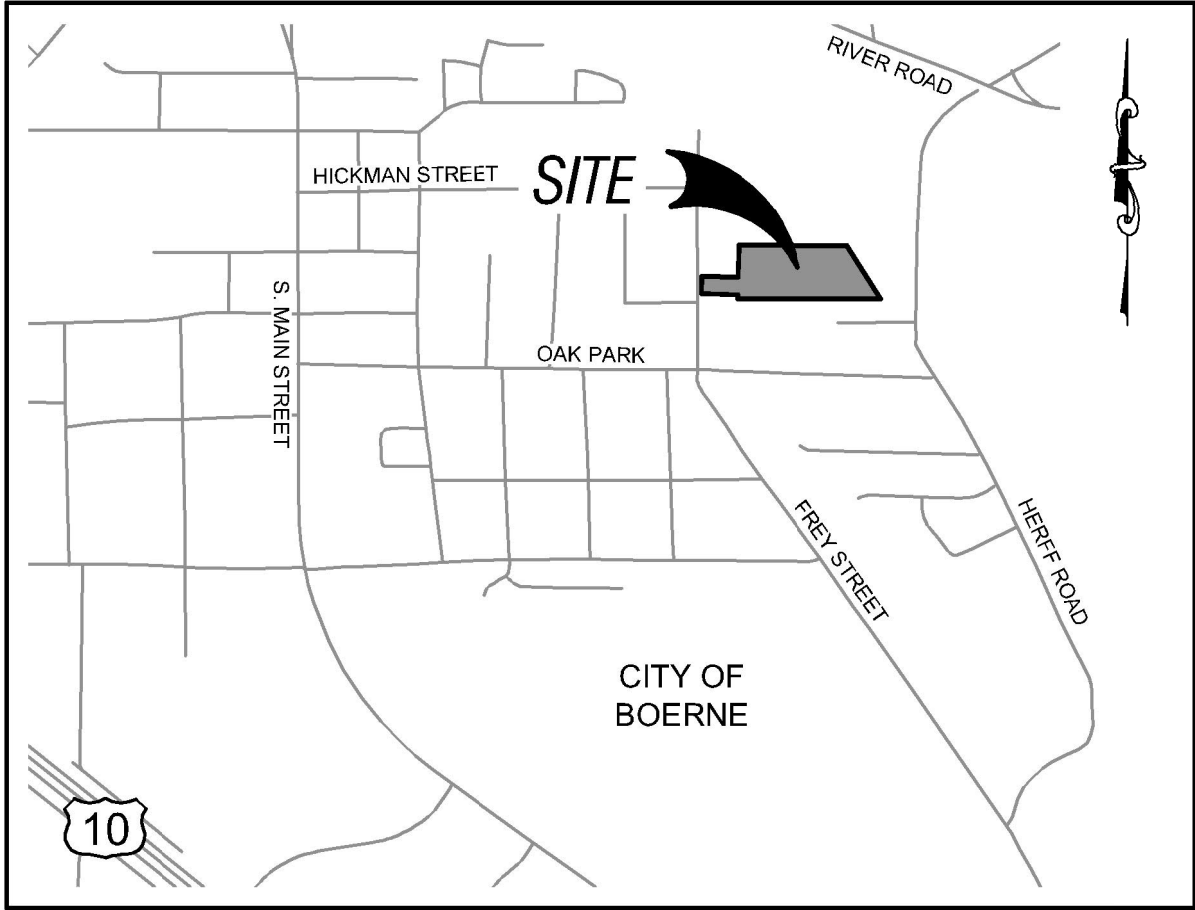 RIVER ROAD
HICKMAN STREET
SITE
S. MAIN STREET
OAK PARK
FREY STREET
HERFF ROAD
CITY OF
BOERNE
10